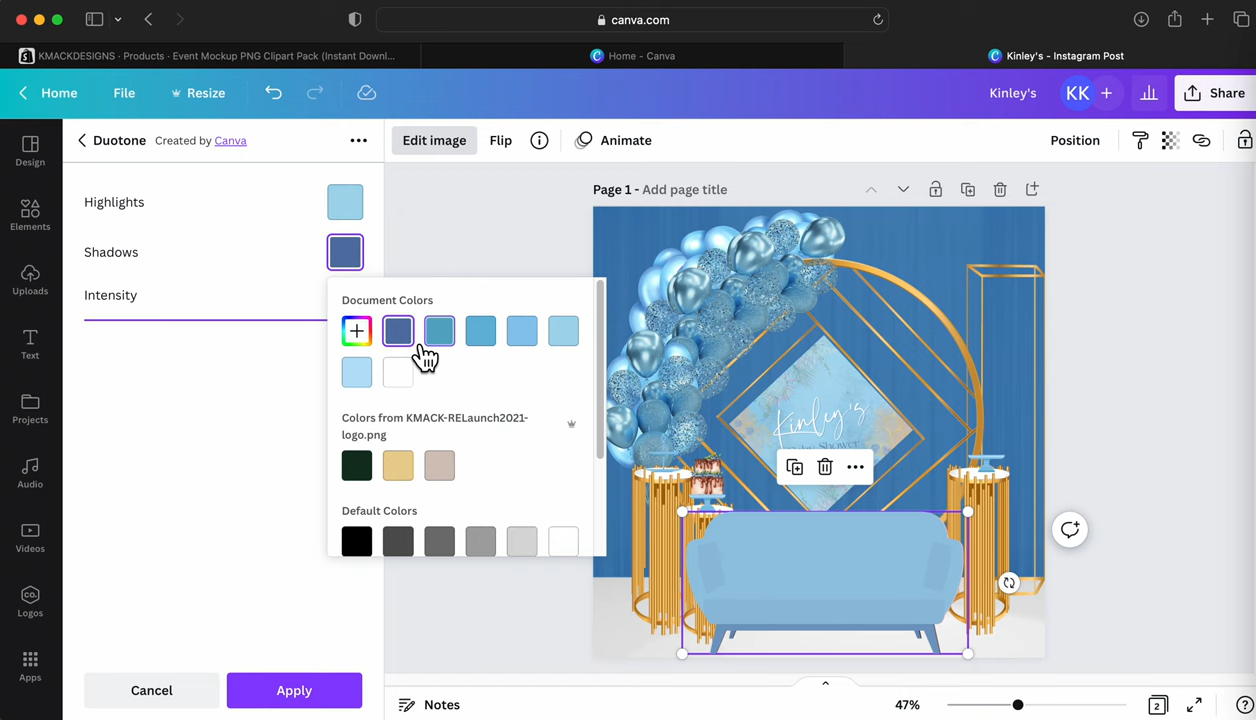 canva.com
KMACKDESIGNS · Products · Event Mockup PNG Clipart Pack (Instant Downl...
Home - Canva
Kinley's - Instagram Post
Home
File
Resize
Kinley's
KK
Share
Design
Elements
Uploads
Text
Projects
Audio
Videos
CO.
Logos
Apps
Duotone
Created by Canva
Highlights
Shadows
Intensity
Document Colors
Colors from KMACK-RELaunch2021-
logo.png
Default Colors
Cancel
Apply
Edit image
Flip
Animate
Position
Page 1 - Add page title
Kinley's
Shower
Notes
47%
2